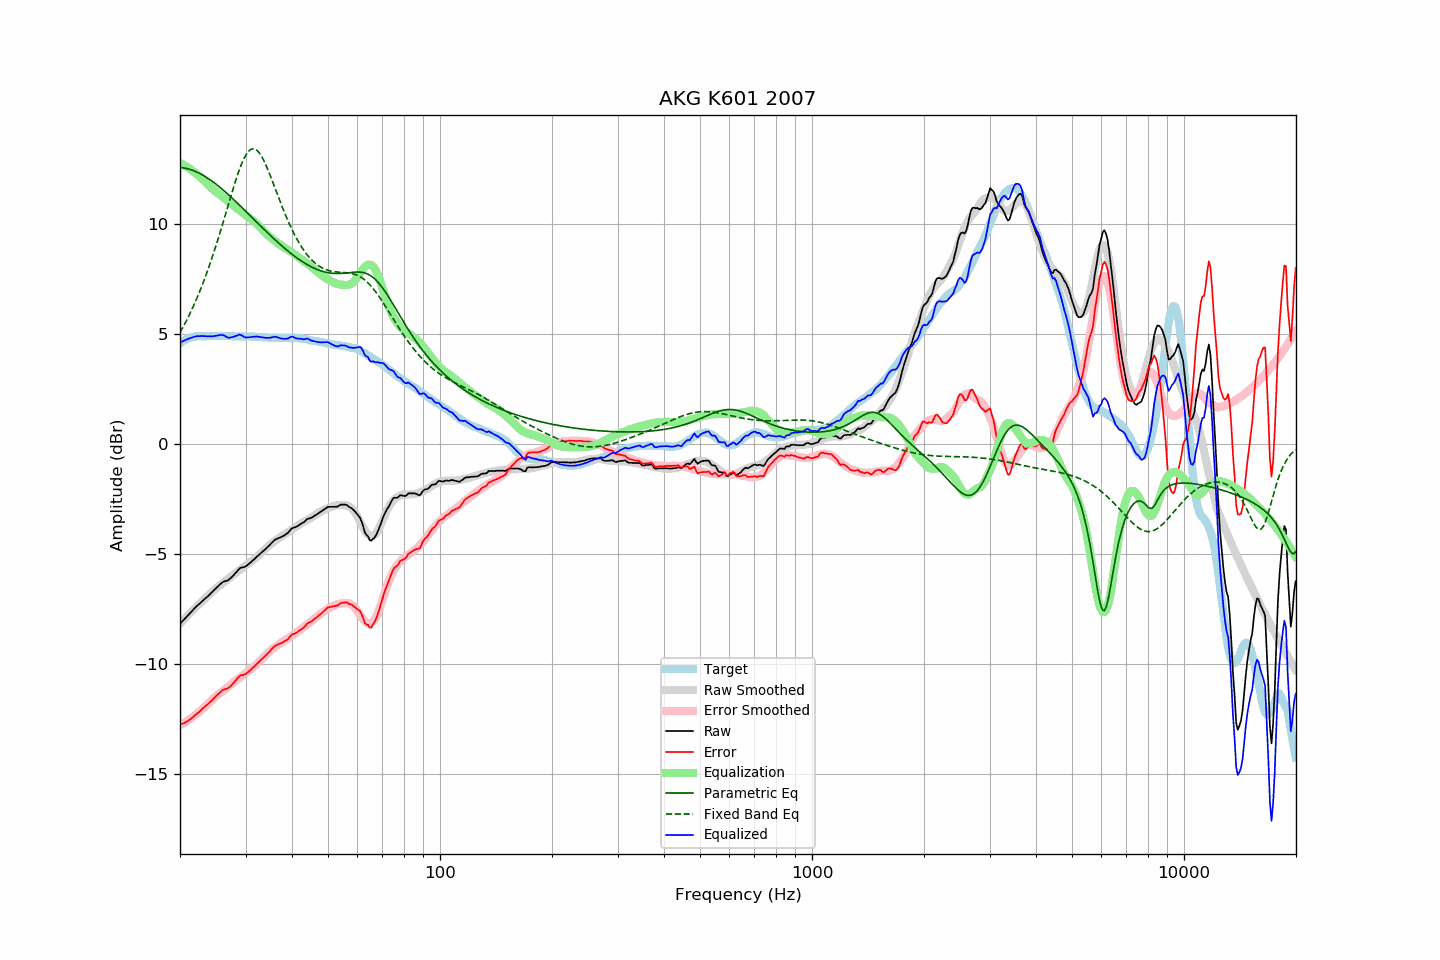 AKG K601 2007
Amplitude (dBr)
10
5
0
−5
−10
−15
100
1000
10000
Frequency (Hz)
Target
Raw Smoothed
Error Smoothed
Raw
Error
Equalization
Parametric Eq
Fixed Band Eq
Equalized